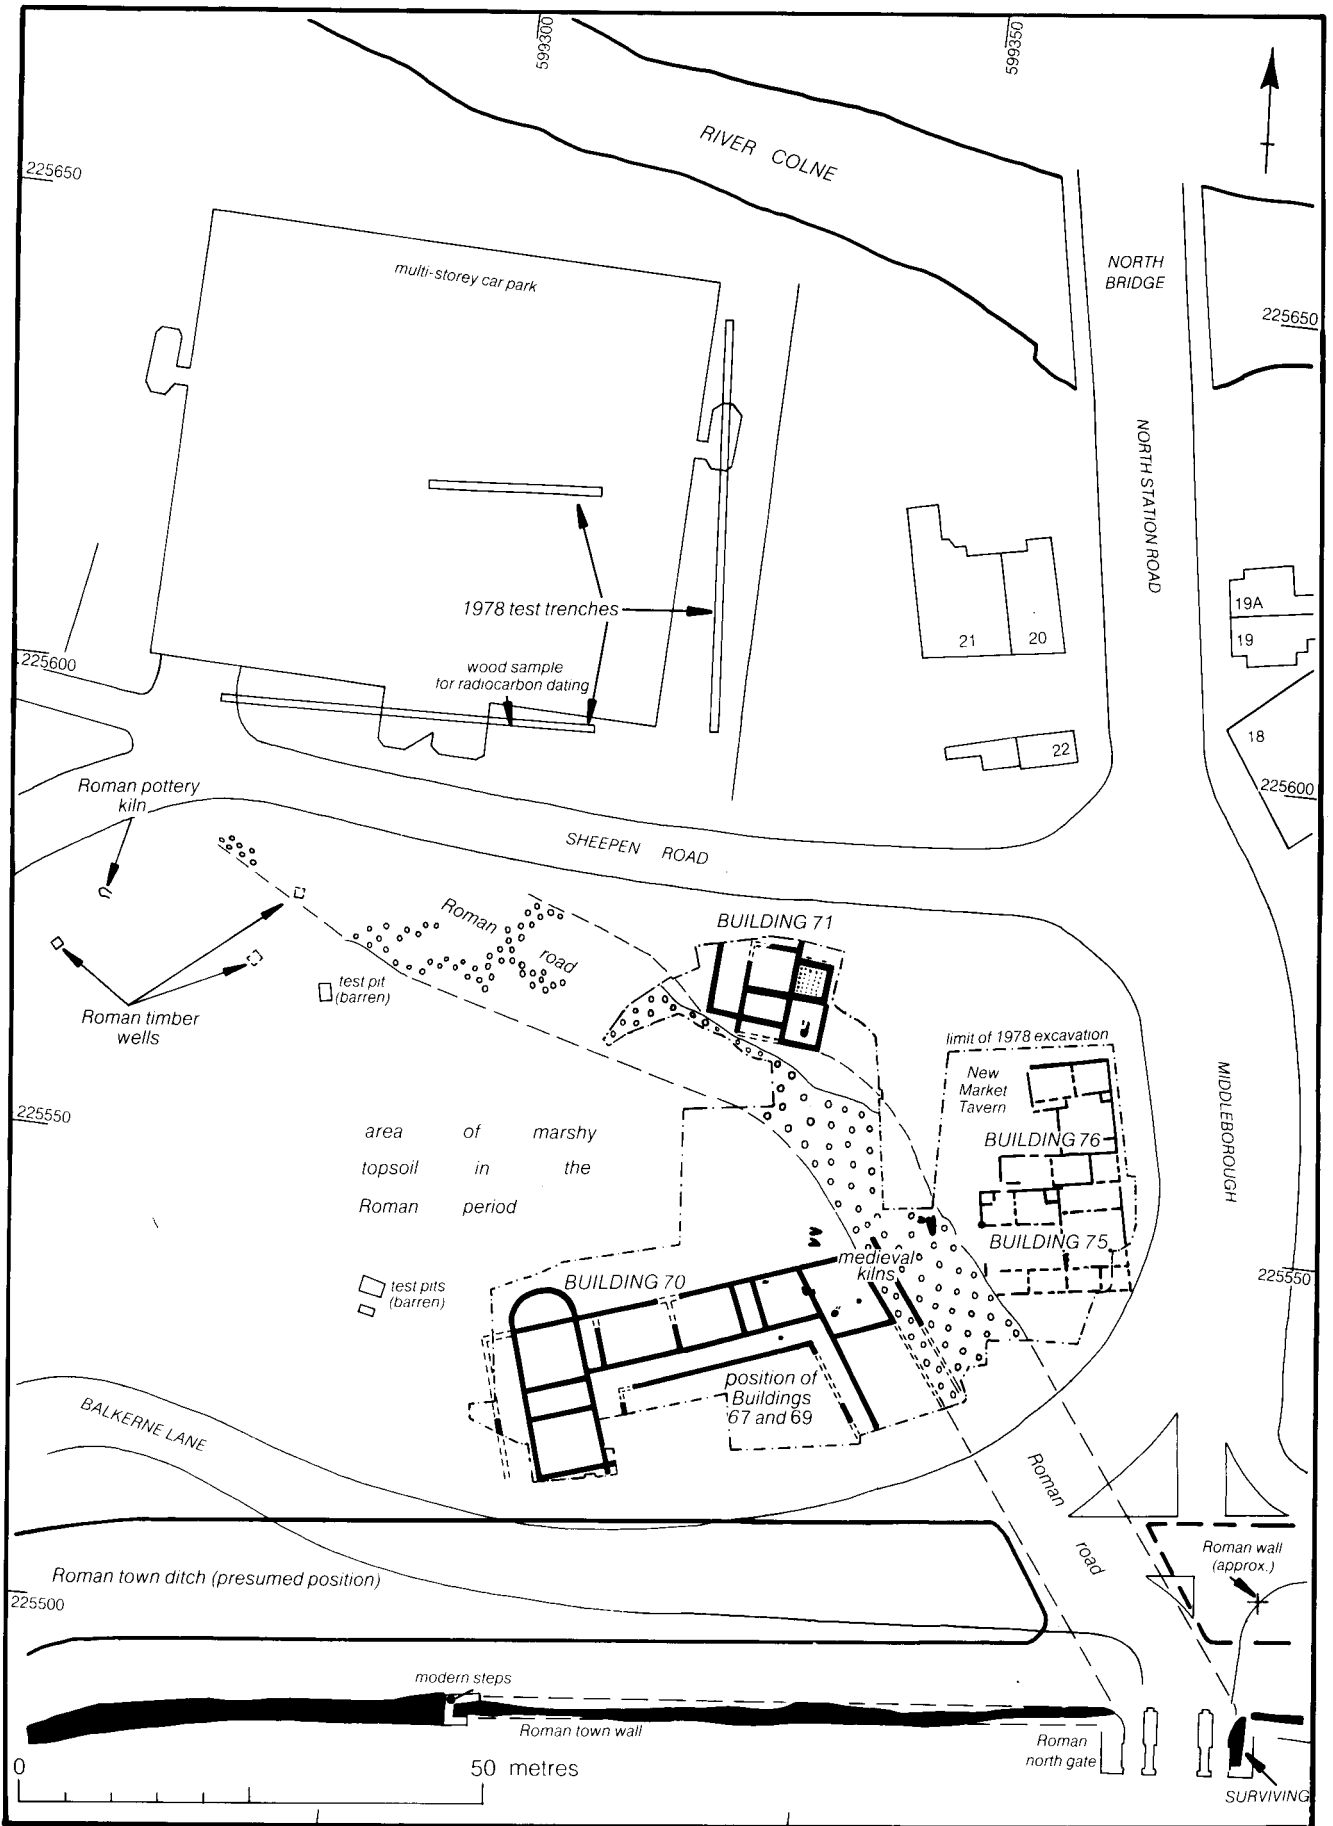 599300
599350
RIVER COLNE
225650
multi-storey car park
NORTH
BRIDGE
225650
NORTH STATION ROAD
1978 test trenches
19A
19
21
20
225600
wood sample
for radiocarbon dating
18
22
225600
Roman pottery
kiln
SHEEPEN ROAD
Roman
road
BUILDING 71
test pit
(barren)
Roman timber
wells
limit of 1978 excavation
New
Market
Tavern
MIDDLEBOROUGH
225550
area of marshy
topsoil in the
Roman period
BUILDING 76
BUILDING 75
medieval
kilns
225550
test pits
(barren)
BUILDING 70
position of
Buildings
67 and 69
BALKERNE LANE
Roman
road
Roman wall
(approx.)
Roman town ditch (presumed position)
225500
modern steps
Roman town wall
Roman
north gate
0
50 metres
SURVIVING